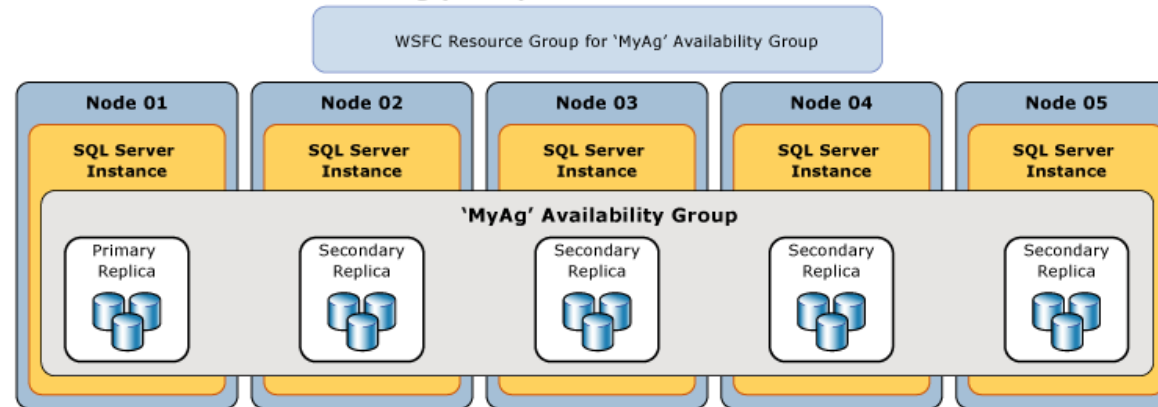 WSFC Resource Group for ‘MyAg’ Availability Group
Node 01
Node 02
Node 03
Node 04
Node 05
SQL Server
Instance
SQL Server
Instance
SQL Server
Instance
SQL Server
Instance
SQL Server
Instance
‘MyAg’ Availability Group
Primary
Replica
Secondary
Replica
Secondary
Replica
Secondary
Replica
Secondary
Replica